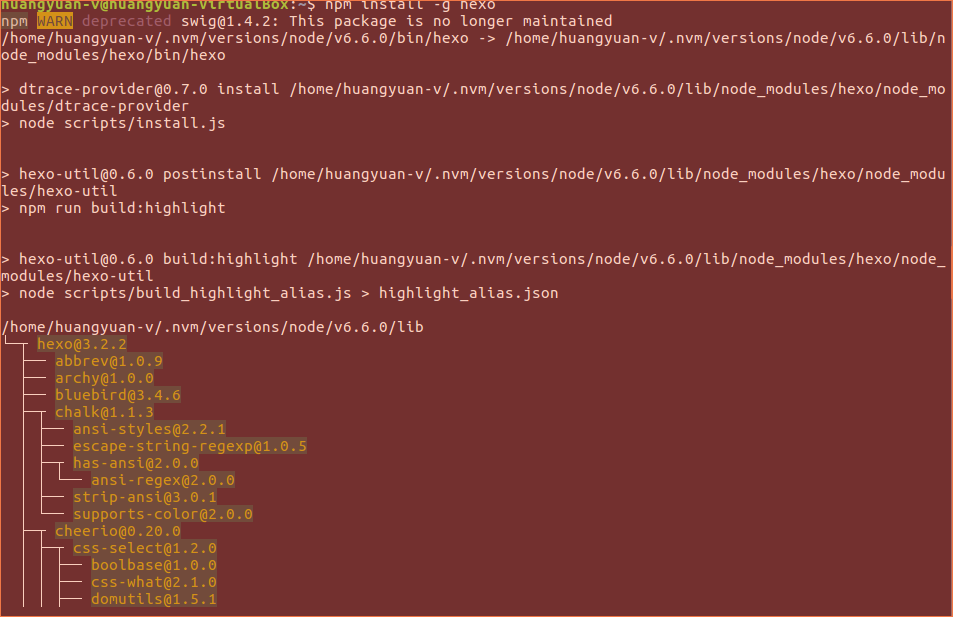 huangyuan-v@huangyuan-VirtualBox:~$ npm install -g hexo
npm WARN deprecated swig@1.4.2: This package is no longer maintained
/home/huangyuan-v/.nvm/versions/node/v6.6.0/bin/hexo -> /home/huangyuan-v/.nvm/versions/node/v6.6.0/lib/n
ode_modules/hexo/bin/hexo
> dtrace-provider@0.7.0 install /home/huangyuan-v/.nvm/versions/node/v6.6.0/lib/node_modules/hexo/node_mo
dules/dtrace-provider
> node scripts/install.js
> hexo-util@0.6.0 postinstall /home/huangyuan-v/.nvm/versions/node/v6.6.0/lib/node_modules/hexo/node_modu
les/hexo-util
> npm run build:highlight
> hexo-util@0.6.0 build:highlight /home/huangyuan-v/.nvm/versions/node/v6.6.0/lib/node_modules/hexo/node_
modules/hexo-util
> node scripts/build_highlight_alias.js > highlight_alias.json
/home/huangyuan-v/.nvm/versions/node/v6.6.0/lib
hexo@3.2.2
abbrev@1.0.9
archy@1.0.0
bluebird@3.4.6
chalk@1.1.3
ansi-styles@2.2.1
escape-string-regexp@1.0.5
has-ansi@2.0.0
ansi-regex@2.0.0
strip-ansi@3.0.1
supports-color@2.0.0
cheerio@0.20.0
css-select@1.2.0
boolbase@1.0.0
css-what@2.1.0
domutils@1.5.1